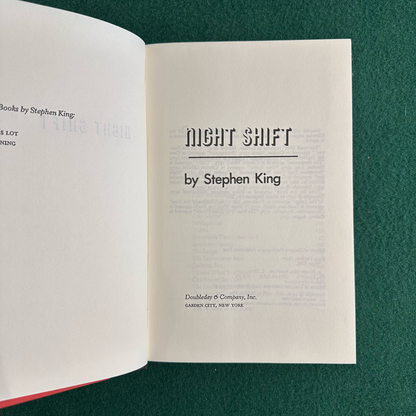 Books by Stephen King:
S LOT
NING
NIGHT SHIFT
by Stephen King
Doubleday & Company, Inc.
GARDEN CITY, NEW YORK